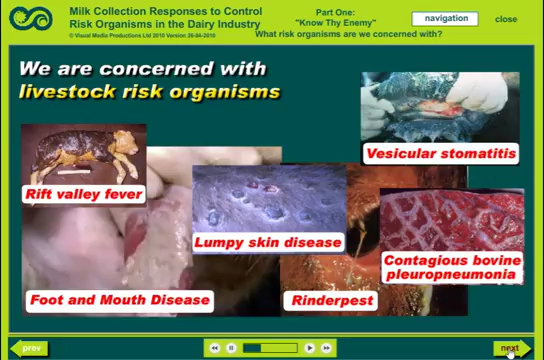 Milk Collection Responses to Control
Risk Organisms in the Dairy Industry
© Visual Media Productions Ltd 2010 Version 26-04-2010
Part One:
"Know Thy Enemy"
What risk organisms are we concerned with?
navigation
close
We are concerned with
livestock risk organisms
Vesicular stomatitis
Rift valley fever
Lumpy skin disease
Contagious bovine
pleuropneumonia
Foot and Mouth Disease
Rinderpest
prev
next